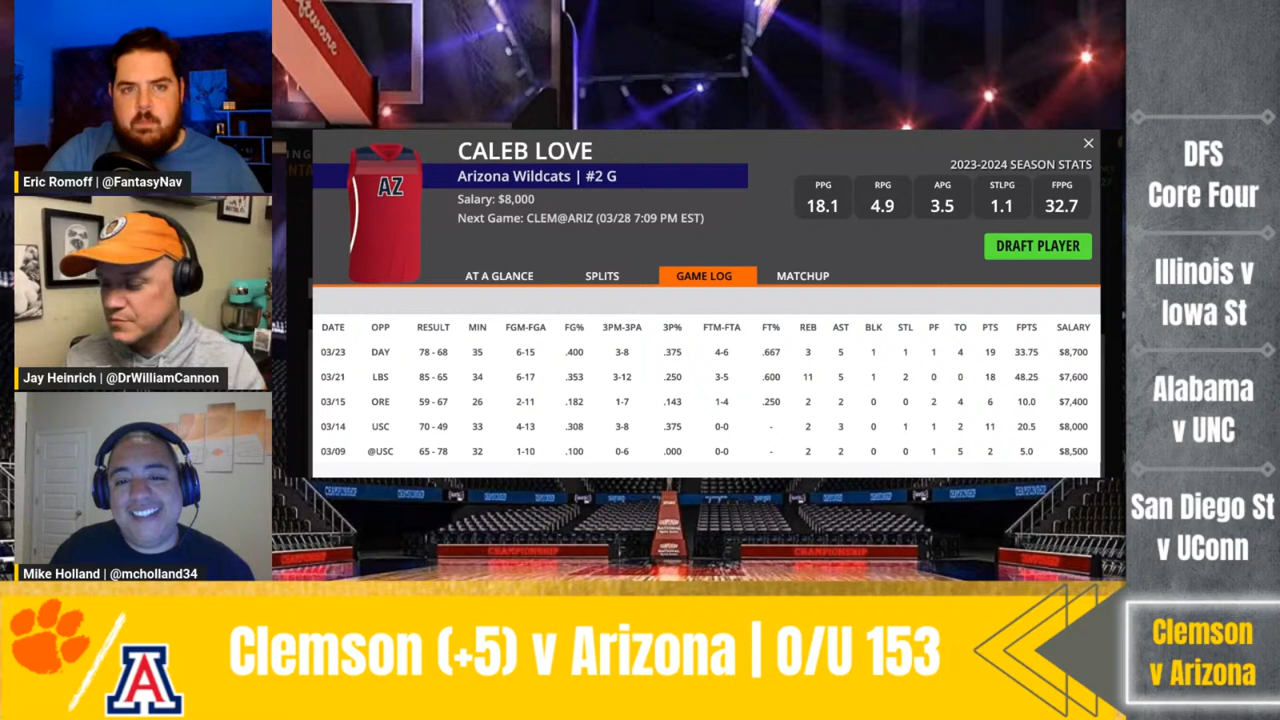 Eric Romoff | @FantasyNav
Jay Heinrich | @DrWilliamCannon
Mike Holland | @mcholland34
CALEB LOVE
Arizona Wildcats | #2 G
Salary: $8,000
Next Game: CLEM@ARIZ (03/28 7:09 PM EST)
AZ
2023-2024 SEASON STATS
PPG RPG APG STLPG FPPG
18.1 4.9 3.5 1.1 32.7
DRAFT PLAYER
AT A GLANCE SPLITS GAME LOG MATCHUP
DATE OPP RESULT MIN FGM-FGA FG% 3PM-3PA 3P% FTM-FTA FT% REB AST BLK STL PF TO PTS FPTS SALARY
03/23 DAY 78 - 68 35 6-15 .400 3-8 .375 4-6 .667 3 5 1 1 1 4 19 33.75 $8,700
03/21 LBS 85 - 65 34 6-17 .353 3-12 .250 3-5 .600 11 5 1 2 0 0 18 48.25 $7,600
03/15 ORE 59 - 67 26 2-11 .182 1-7 .143 1-4 .250 2 2 0 0 2 4 6 10.0 $7,400
03/14 USC 70 - 49 33 4-13 .308 3-8 .375 0-0 - 2 3 0 1 1 2 11 20.5 $8,000
03/09 @USC 65 - 78 32 1-10 .100 0-6 .000 0-0 - 2 2 0 0 1 5 2 5.0 $8,500
CHAMPIONSHIP
CHAMPIONSHIP
DFS
Core Four
Illinois v
Iowa St
Alabama
v UNC
San Diego St
v UConn
Clemson
v Arizona
A
Clemson (+5) v Arizona | O/U 153